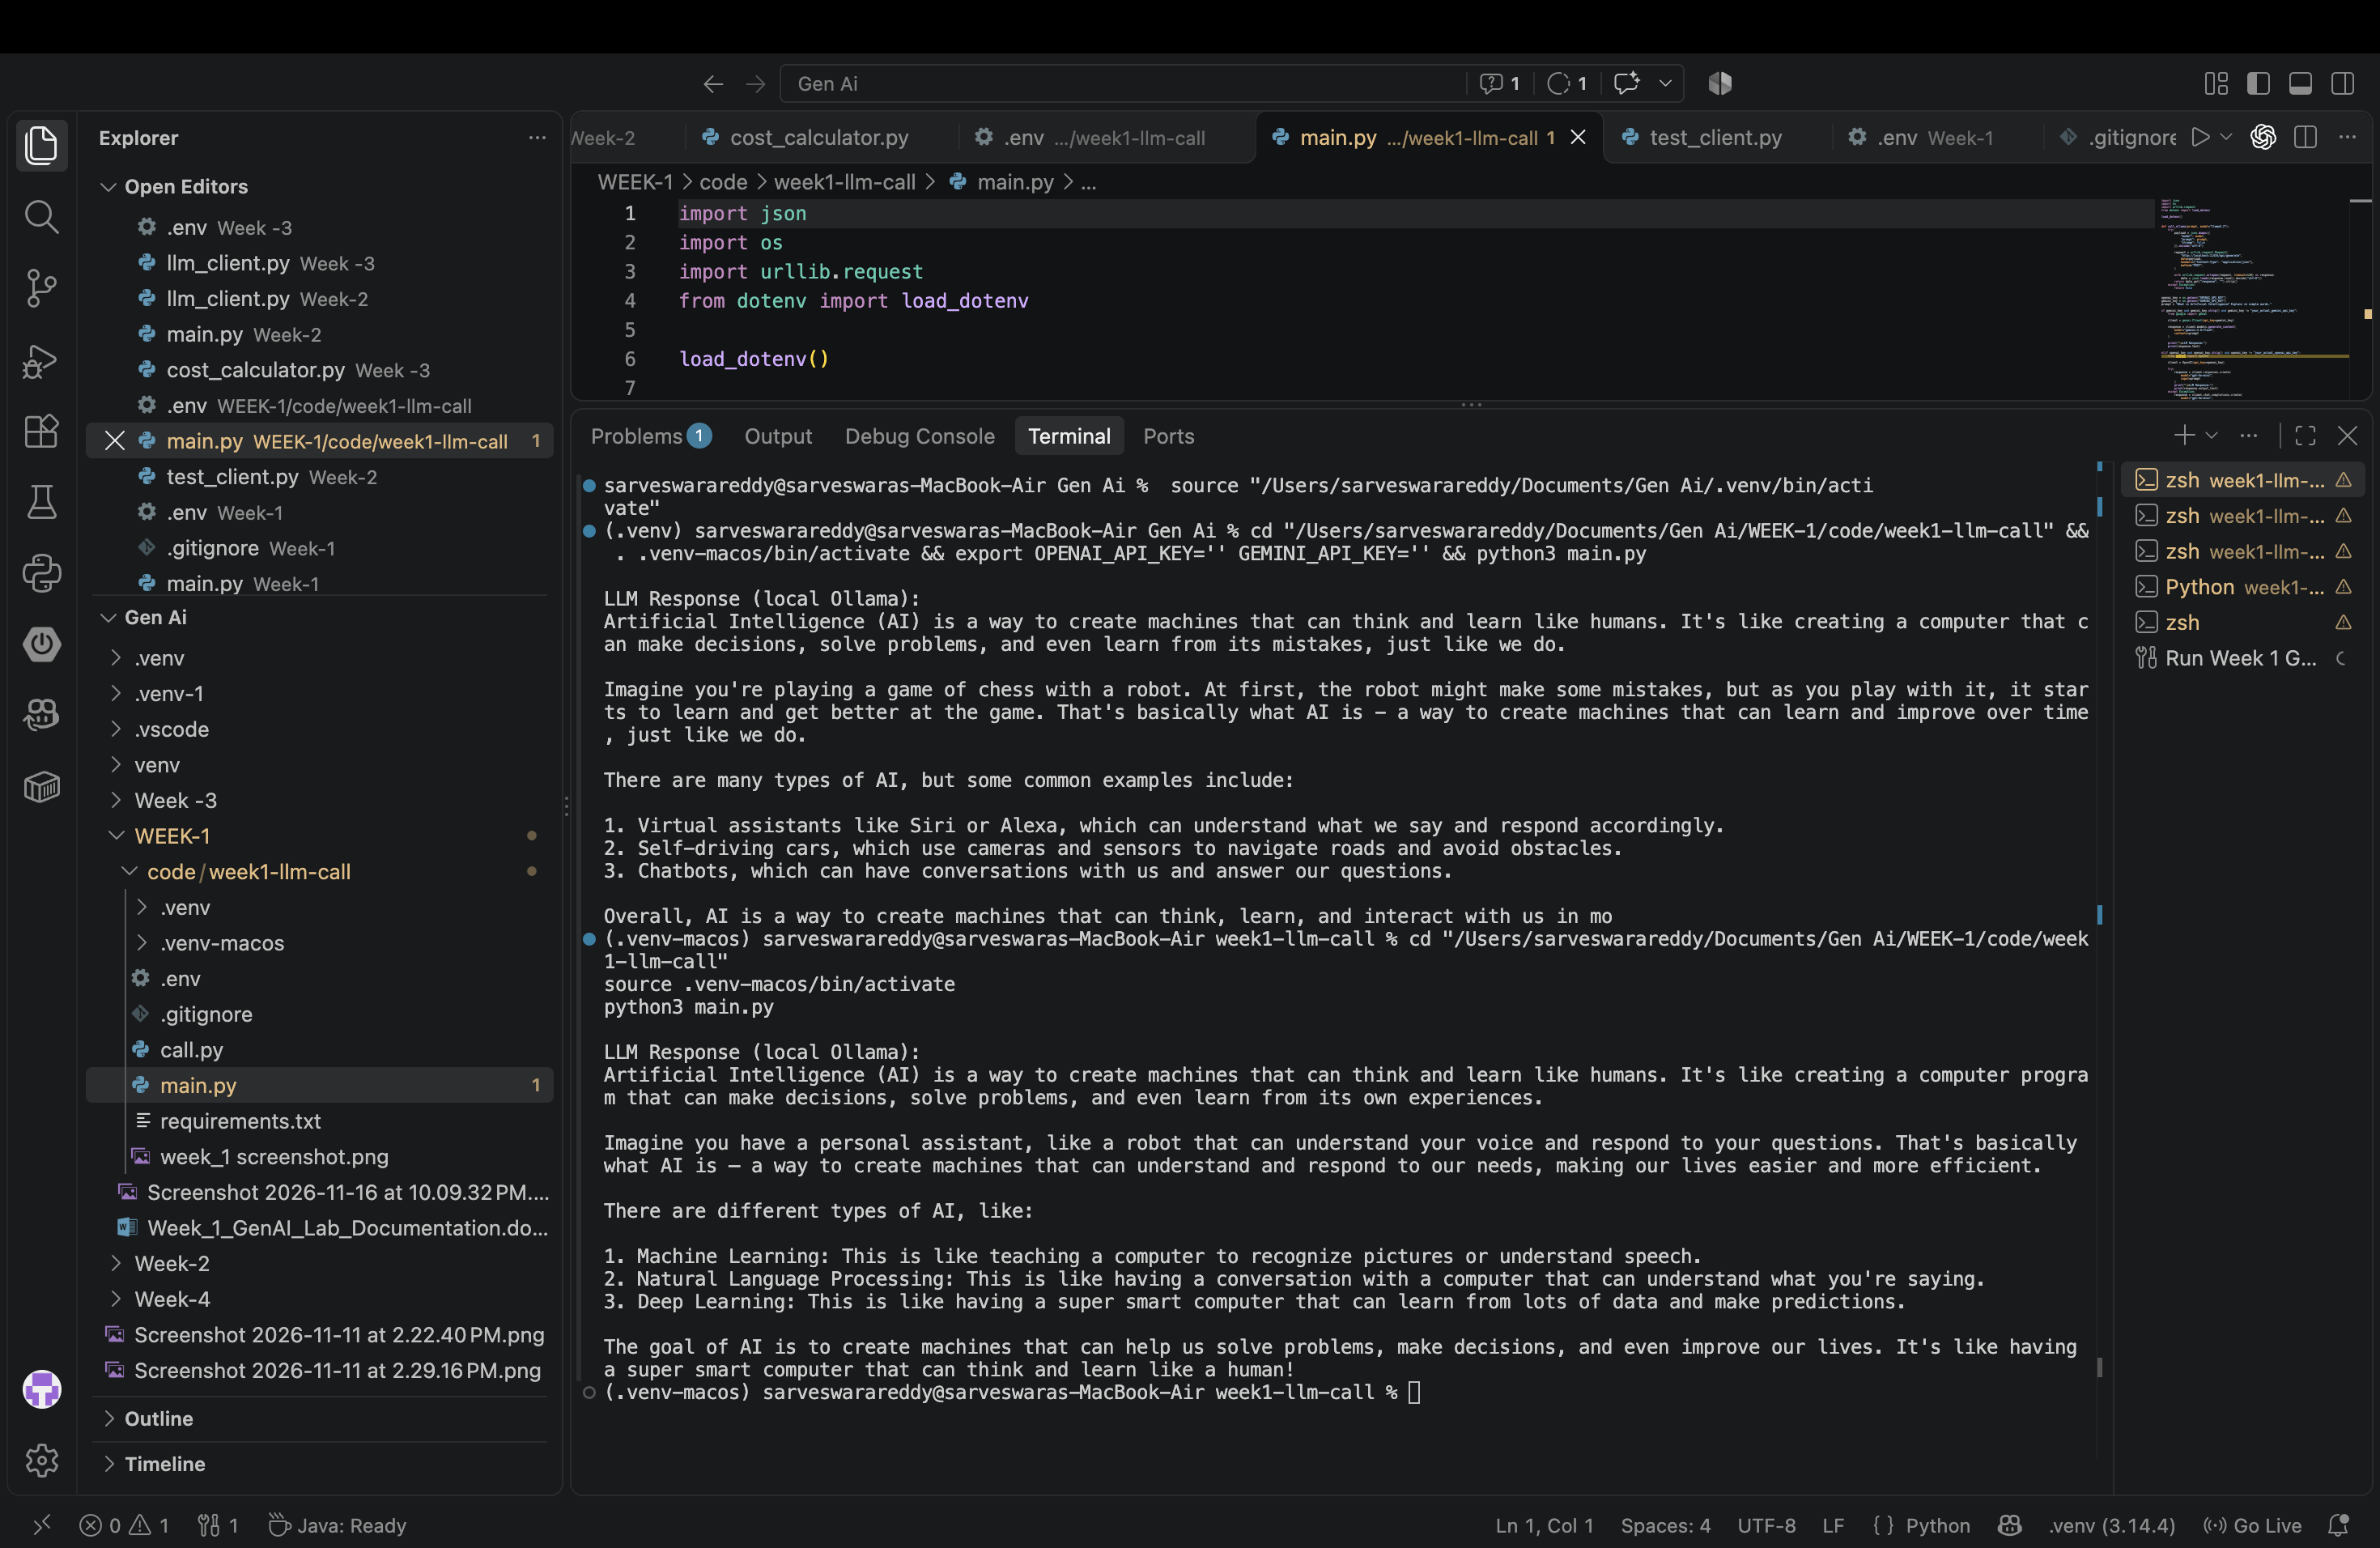 Gen Ai
1
1
Explorer
Open Editors
.env Week -3
llm_client.py Week -3
llm_client.py Week-2
main.py Week-2
cost_calculator.py Week -3
.env WEEK-1/code/week1-llm-call
main.py WEEK-1/code/week1-llm-call 1
test_client.py Week-2
.env Week-1
.gitignore Week-1
main.py Week-1
Gen Ai
.venv
.venv-1
.vscode
venv
Week -3
WEEK-1
code/week1-llm-call
.venv
.venv-macos
.env
.gitignore
call.py
main.py 1
requirements.txt
week_1 screenshot.png
Screenshot 2026-11-16 at 10.09.32 PM....
Week_1_GenAI_Lab_Documentation.do...
Week-2
Week-4
Screenshot 2026-11-11 at 2.22.40 PM.png
Screenshot 2026-11-11 at 2.29.16 PM.png
Outline
Timeline
Week-2 cost_calculator.py .env .../week1-llm-call main.py .../week1-llm-call 1 test_client.py .env Week-1 .gitignore
WEEK-1 > code > week1-llm-call > main.py > ...
1 import json
2 import os
3 import urllib.request
4 from dotenv import load_dotenv
5
6 load_dotenv()
7
Problems 1 Output Debug Console Terminal Ports
sarveswarareddy@sarveswaras-MacBook-Air Gen Ai %  source "/Users/sarveswarareddy/Documents/Gen Ai/.venv/bin/acti
vate"
(.venv) sarveswarareddy@sarveswaras-MacBook-Air Gen Ai % cd "/Users/sarveswarareddy/Documents/Gen Ai/WEEK-1/code/week1-llm-call" &&
. .venv-macos/bin/activate && export OPENAI_API_KEY='' GEMINI_API_KEY='' && python3 main.py
LLM Response (local Ollama):
Artificial Intelligence (AI) is a way to create machines that can think and learn like humans. It's like creating a computer that c
an make decisions, solve problems, and even learn from its mistakes, just like we do.
Imagine you're playing a game of chess with a robot. At first, the robot might make some mistakes, but as you play with it, it star
ts to learn and get better at the game. That's basically what AI is – a way to create machines that can learn and improve over time
, just like we do.
There are many types of AI, but some common examples include:
1. Virtual assistants like Siri or Alexa, which can understand what we say and respond accordingly.
2. Self-driving cars, which use cameras and sensors to navigate roads and avoid obstacles.
3. Chatbots, which can have conversations with us and answer our questions.
Overall, AI is a way to create machines that can think, learn, and interact with us in mo
(.venv-macos) sarveswarareddy@sarveswaras-MacBook-Air week1-llm-call % cd "/Users/sarveswarareddy/Documents/Gen Ai/WEEK-1/code/week
1-llm-call"
source .venv-macos/bin/activate
python3 main.py
LLM Response (local Ollama):
Artificial Intelligence (AI) is a way to create machines that can think and learn like humans. It's like creating a computer progra
m that can make decisions, solve problems, and even learn from its own experiences.
Imagine you have a personal assistant, like a robot that can understand your voice and respond to your questions. That's basically
what AI is – a way to create machines that can understand and respond to our needs, making our lives easier and more efficient.
There are different types of AI, like:
1. Machine Learning: This is like teaching a computer to recognize pictures or understand speech.
2. Natural Language Processing: This is like having a conversation with a computer that can understand what you're saying.
3. Deep Learning: This is like having a super smart computer that can learn from lots of data and make predictions.
The goal of AI is to create machines that can help us solve problems, make decisions, and even improve our lives. It's like having
a super smart computer that can think and learn like a human!
(.venv-macos) sarveswarareddy@sarveswaras-MacBook-Air week1-llm-call %
zsh week1-llm-...
zsh week1-llm-...
zsh week1-llm-...
Python week1-...
zsh
Run Week 1 G...
0 1 1 Java: Ready
Ln 1, Col 1 Spaces: 4 UTF-8 LF {} Python .venv (3.14.4) Go Live